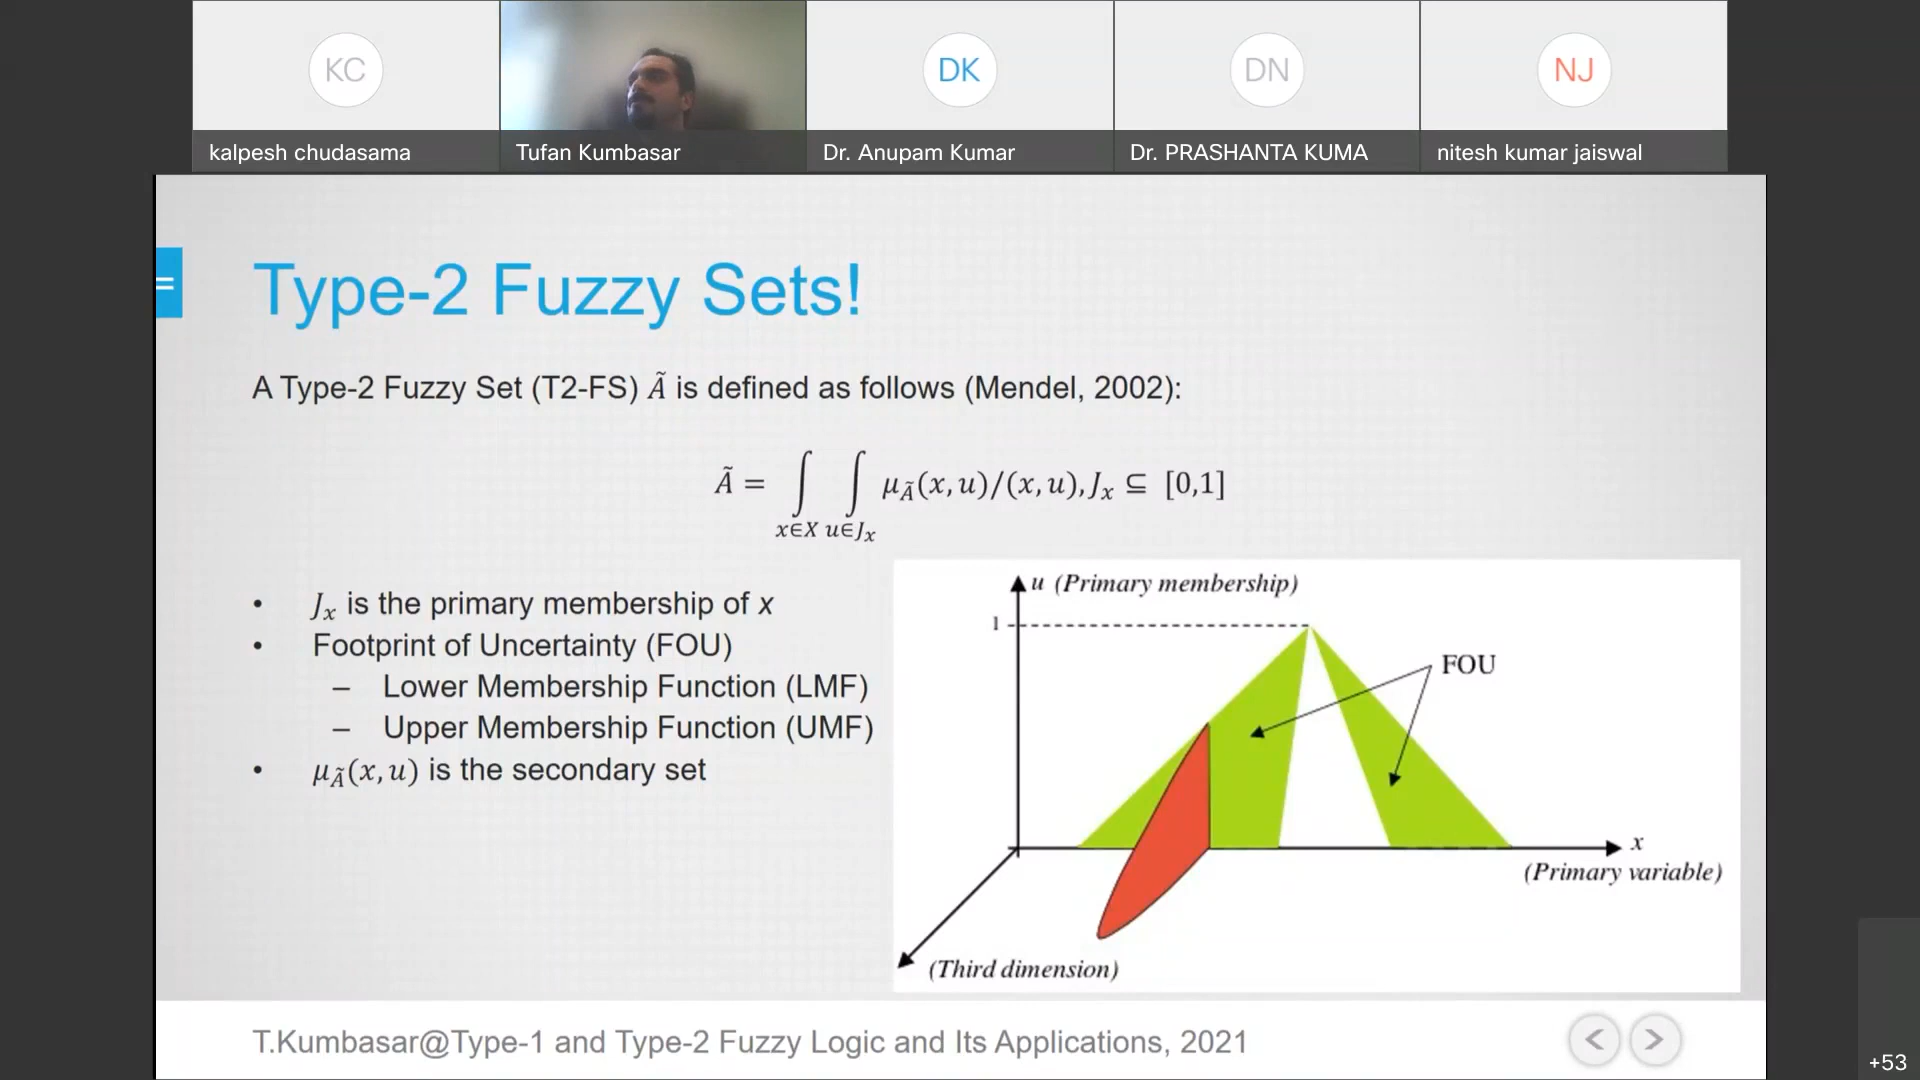 KC
DK
DN
NJ
kalpesh chudasama
Tufan Kumbasar
Dr. Anupam Kumar
Dr. PRASHANTA KUMA
nitesh kumar jaiswal
Type-2 Fuzzy Sets!
A Type-2 Fuzzy Set (T2-FS) Ã is defined as follows (Mendel, 2002):
Ã = ∫ ∫ μ_Ã(x,u)/(x,u), Jₓ ⊆ [0,1]
x∈X u∈Jₓ
• Jₓ is the primary membership of x
• Footprint of Uncertainty (FOU)
– Lower Membership Function (LMF)
– Upper Membership Function (UMF)
• μ_Ã(x,u) is the secondary set
u (Primary membership)
1
FOU
x
(Primary variable)
(Third dimension)
T.Kumbasar@Type-1 and Type-2 Fuzzy Logic and Its Applications, 2021
< >
+53